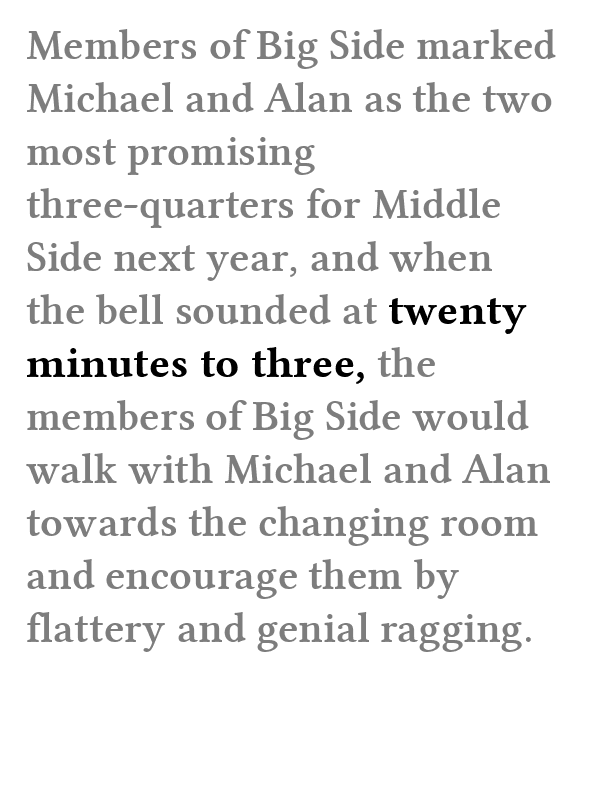 Members of Big Side marked
Michael and Alan as the two
most promising
three-quarters for Middle
Side next year, and when
the bell sounded at twenty
minutes to three, the
members of Big Side would
walk with Michael and Alan
towards the changing room
and encourage them by
flattery and genial ragging.